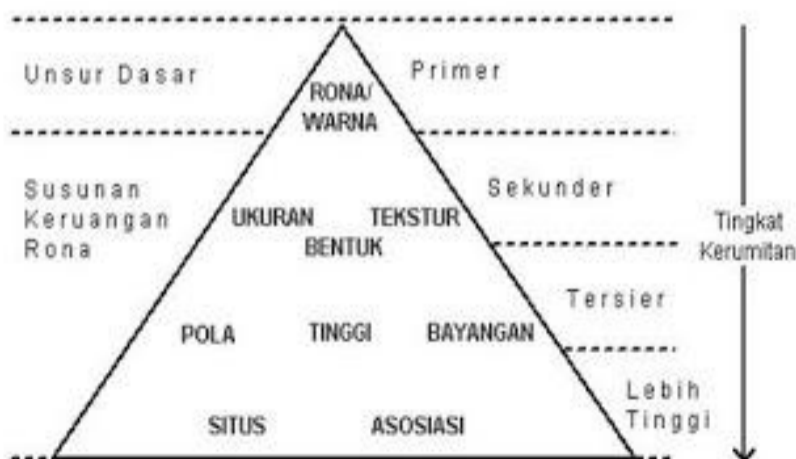 Unsur Dasar
Primer
RONA/
WARNA
Susunan
Keruangan
Rona
Sekunder
UKURAN TEKSTUR
BENTUK
Tingkat
Kerumitan
Tersier
POLA TINGGI BAYANGAN
Lebih
Tinggi
SITUS ASOSIASI